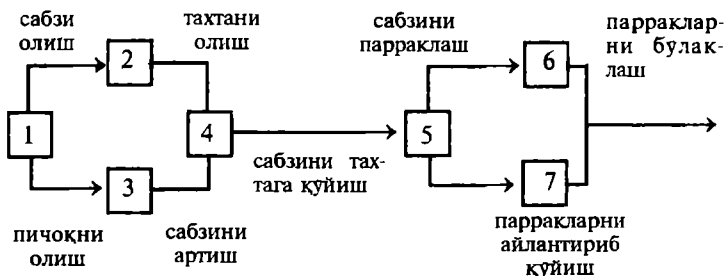 сабзи
олиш
тахтани
олиш
сабзини
парраклаш
парраклар-
ни булак-
лаш
2
6
1
4
5
сабзини тах-
тага қўйиш
3
7
пичоқни
олиш
сабзини
артиш
парракларни
айлантириб
қўйиш